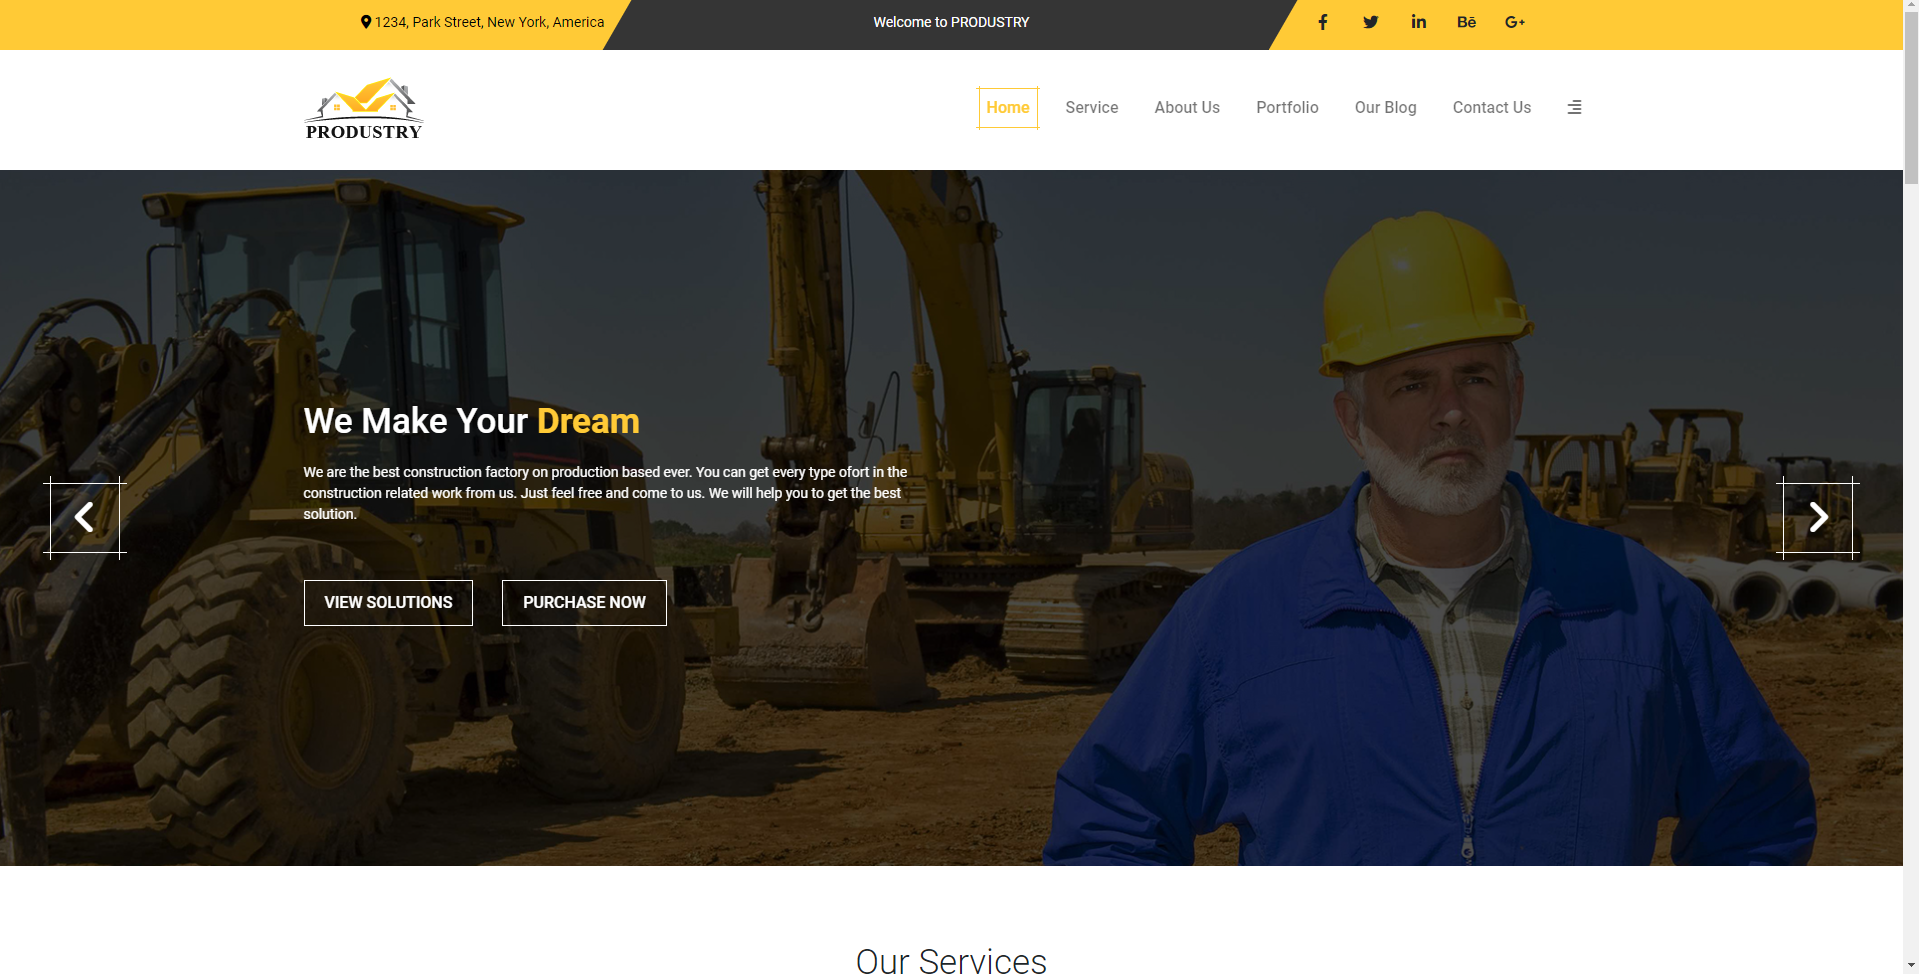 1234, Park Street, New York, America
Welcome to PRODUSTRY
Bē
G+
PRODUSTRY
Home
Service
About Us
Portfolio
Our Blog
Contact Us
We Make Your Dream
We are the best construction factory on production based ever. You can get every type ofort in the
construction related work from us. Just feel free and come to us. We will help you to get the best
solution.
VIEW SOLUTIONS
PURCHASE NOW
Our Services